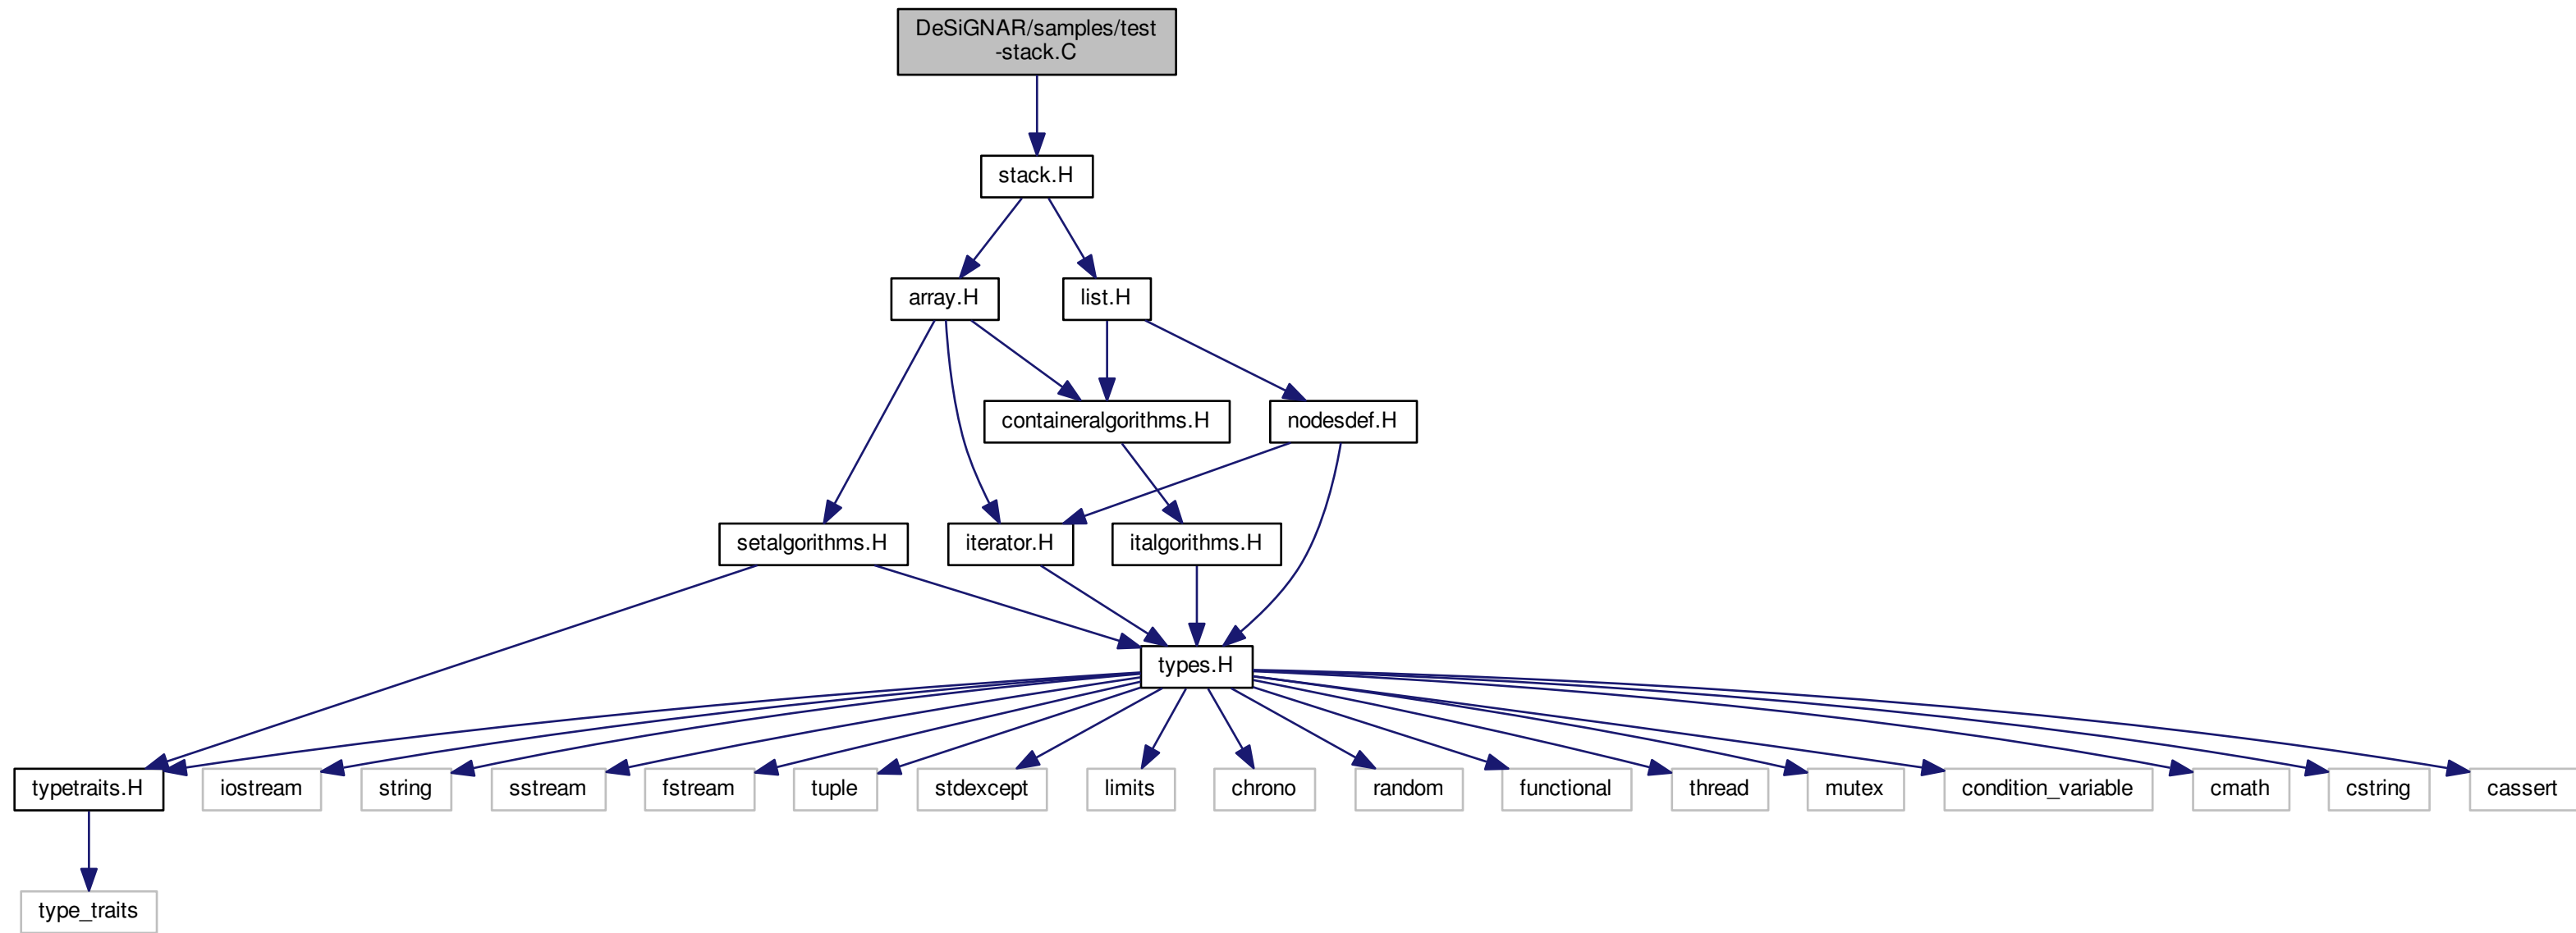 DeSiGNAR/samples/test
-stack.C
stack.H
array.H
list.H
containeralgorithms.H
nodesdef.H
setalgorithms.H
iterator.H
italgorithms.H
types.H
typetraits.H
iostream
string
sstream
fstream
tuple
stdexcept
limits
chrono
random
functional
thread
mutex
condition_variable
cmath
cstring
cassert
type_traits